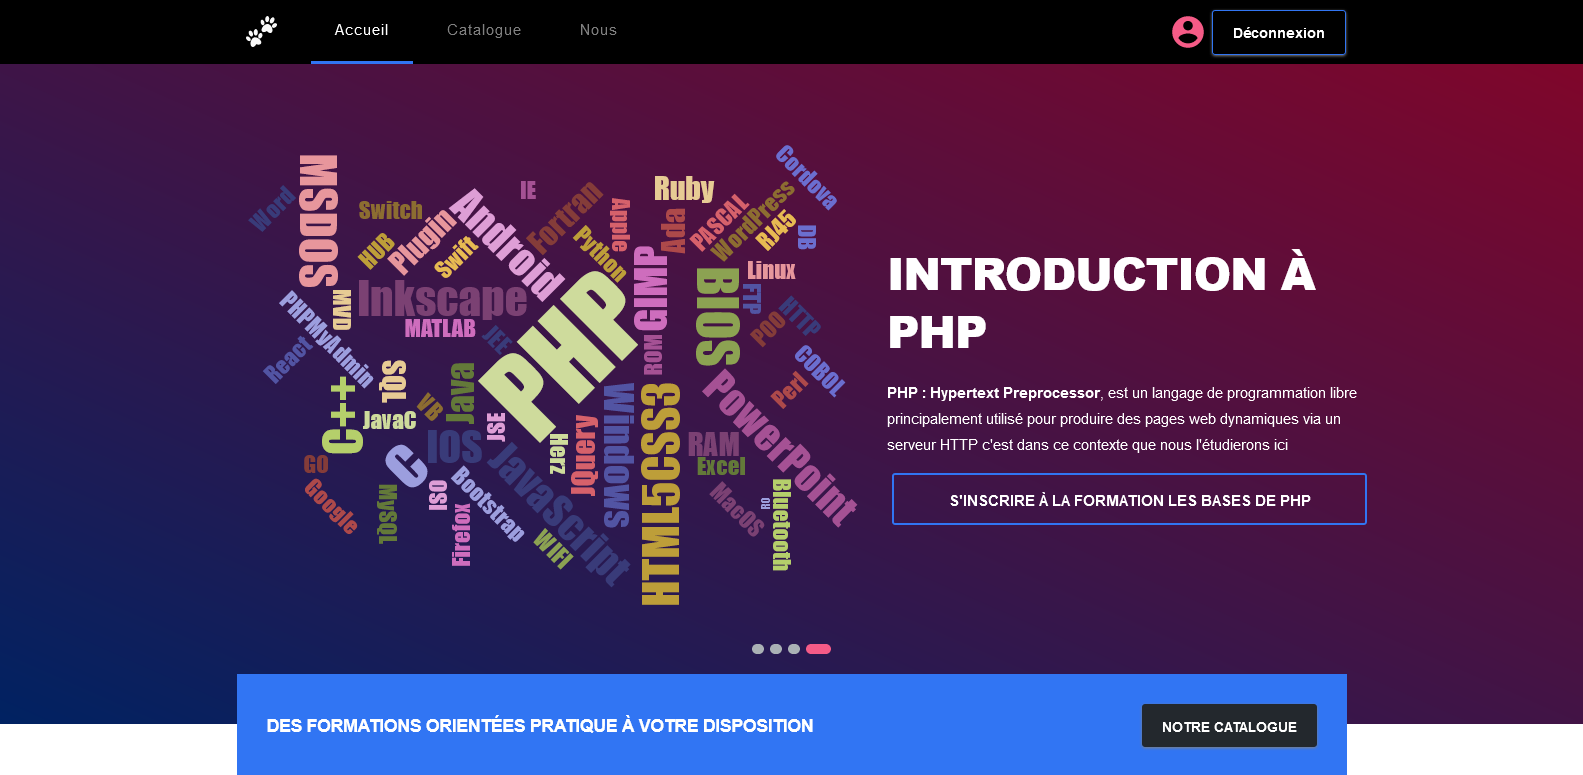 Accueil
Catalogue
Nous
Déconnexion
Cordova
MSDOS
Word
Switch
IE
Fortran
Apple
Ruby
Ada
PASCAL
WordPress
RJ45
DB
HUB
Plugin
Swift
Android
Python
GIMP
Linux
BIOS
FTP
HTTP
POO
PHPMyAdmin
MVD
Inkscape
MATLAB
JEE
PHP
ROM
React
COBOL
Perl
SQL
C++
JavaC
VB
Java
JSE
IOS
C
Herz
JQuery
Winpows
HTML5CSS3
PowerPoint
RAM
Excel
MacOS
RO
Bluetooth
GO
Google
MySQL
ISO
Firefox
Bootstrap
JavaScript
WIFI
INTRODUCTION À
PHP
PHP : Hypertext Preprocessor, est un langage de programmation libre
principalement utilisé pour produire des pages web dynamiques via un
serveur HTTP c'est dans ce contexte que nous l'étudierons ici
S'INSCRIRE À LA FORMATION LES BASES DE PHP
DES FORMATIONS ORIENTÉES PRATIQUE À VOTRE DISPOSITION
NOTRE CATALOGUE